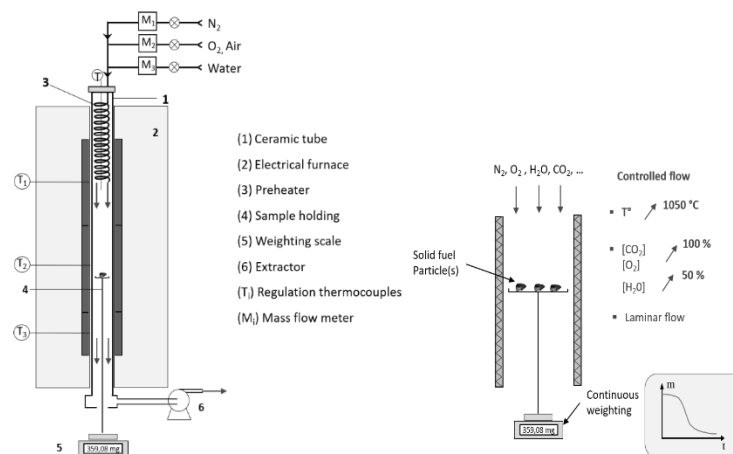 M₁
N₂
M₂
O₂, Air
M₃
Water
T
3
1
2
T₁
T₂
4
T₃
6
5
359,08 mg
(1) Ceramic tube
(2) Electrical furnace
(3) Preheater
(4) Sample holding
(5) Weighting scale
(6) Extractor
(Tᵢ) Regulation thermocouples
(Mᵢ) Mass flow meter
N₂, O₂ , H₂O, CO₂, ...
Solid fuel
Particle(s)
Continuous
weighting
359,08 mg
Controlled flow
▪ T° 1050 °C
▪ [CO₂] 100 %
[O₂]
[H₂0] 50 %
▪ Laminar flow
m
t